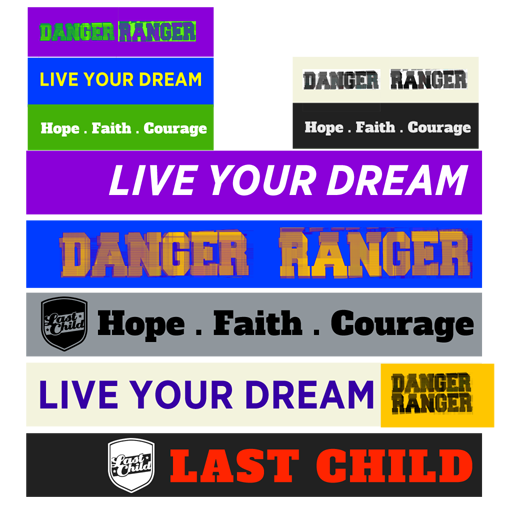 DANGER RANGER
LIVE YOUR DREAM
Hope . Faith . Courage
DANGER RANGER
Hope . Faith . Courage
LIVE YOUR DREAM
DANGER RANGER
Last Child Hope . Faith . Courage
LIVE YOUR DREAM
DANGER
RANGER
Last Child LAST CHILD